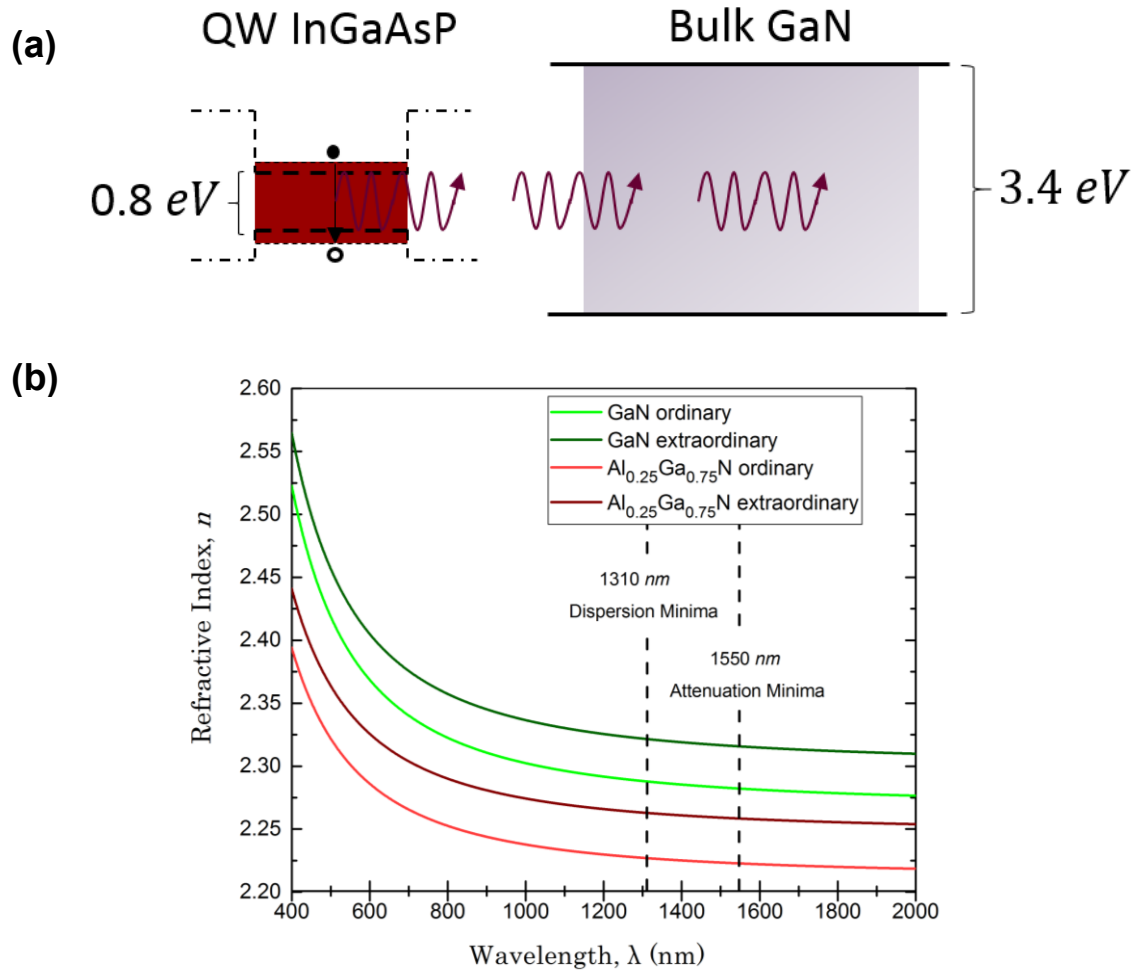 (a)
QW InGaAsP
Bulk GaN
0.8 eV
3.4 eV
(b)
2.60
2.55
2.50
2.45
2.40
2.35
2.30
2.25
2.20
Refractive Index, n
GaN ordinary
GaN extraordinary
Al0.25Ga0.75N ordinary
Al0.25Ga0.75N extraordinary
1310 nm
Dispersion Minima
1550 nm
Attenuation Minima
400 600 800 1000 1200 1400 1600 1800 2000
Wavelength, λ (nm)